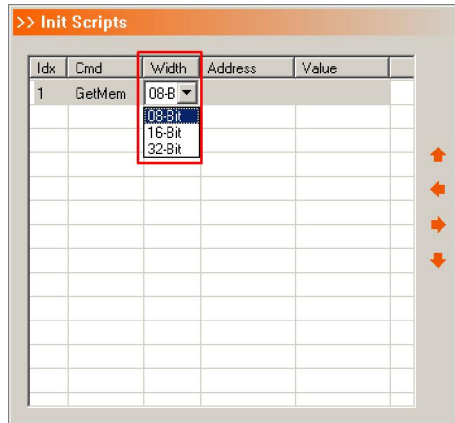 >> Init Scripts
Idx Cmd Width Address Value
1 GetMem 08-B
08-Bit
16-Bit
32-Bit